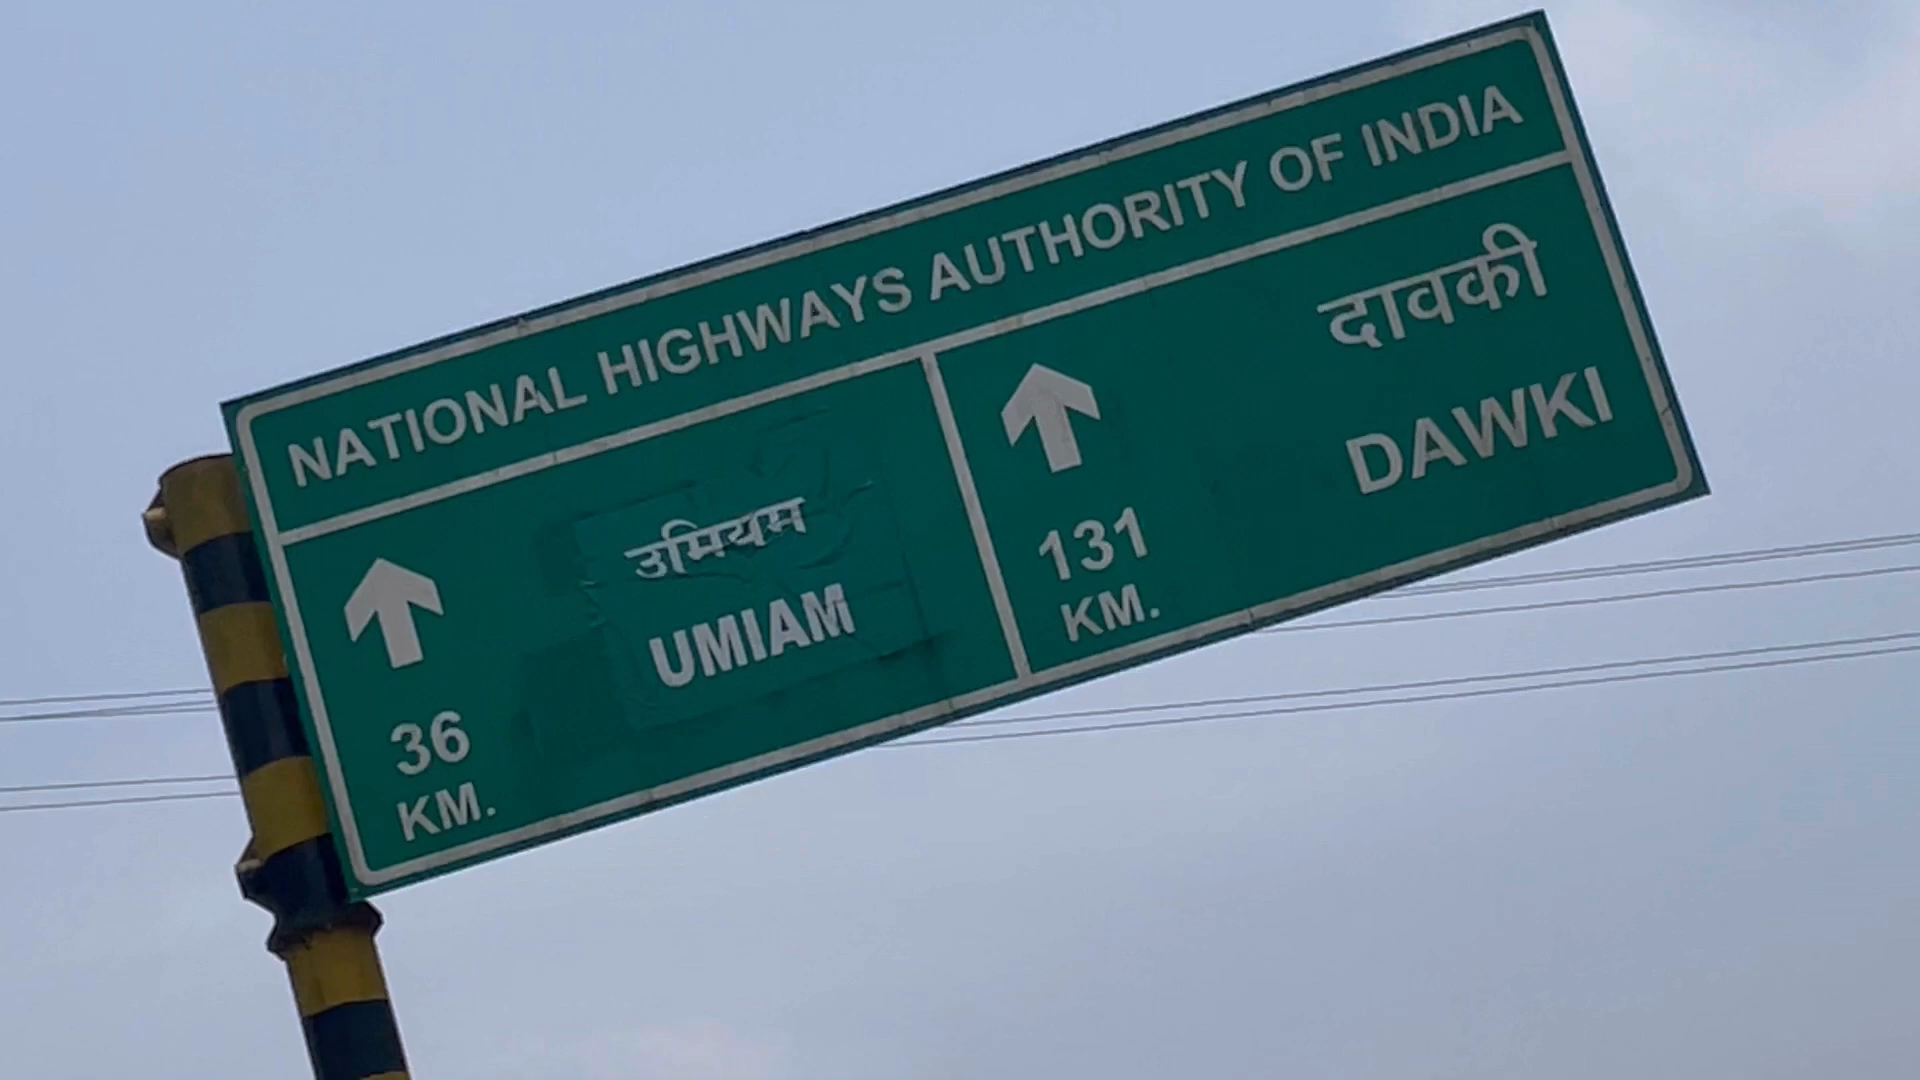 NATIONAL HIGHWAYS AUTHORITY OF INDIA
उमियम
UMIAM
36
KM.
दावकी
DAWKI
131
KM.